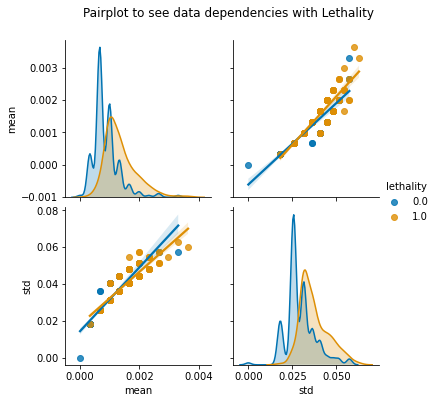 Pairplot to see data dependencies with Lethality
0.003
0.002
0.001
0.000
−0.001
mean
lethality
0.0
1.0
0.08
0.06
0.04
0.02
0.00
std
0.000 0.002 0.004
mean
0.000 0.025 0.050
std